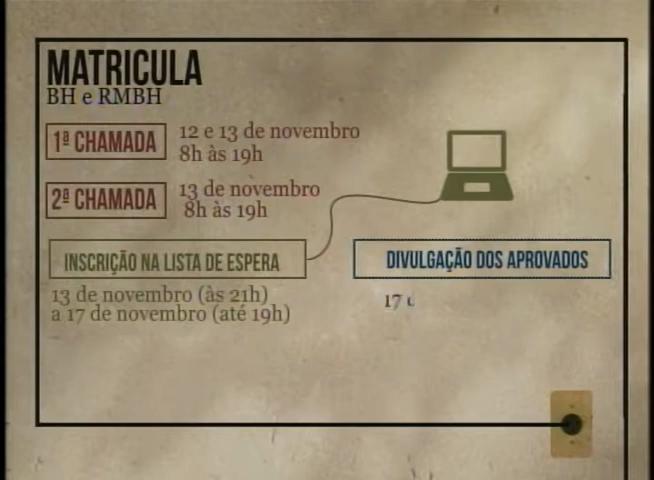 MATRICULA
BH e RMBH
1ª CHAMADA
12 e 13 de novembro
8h às 19h
2ª CHAMADA
13 de novembro
8h às 19h
INSCRIÇÃO NA LISTA DE ESPERA
DIVULGAÇÃO DOS APROVADOS
13 de novembro (às 21h)
a 17 de novembro (até 19h)
17